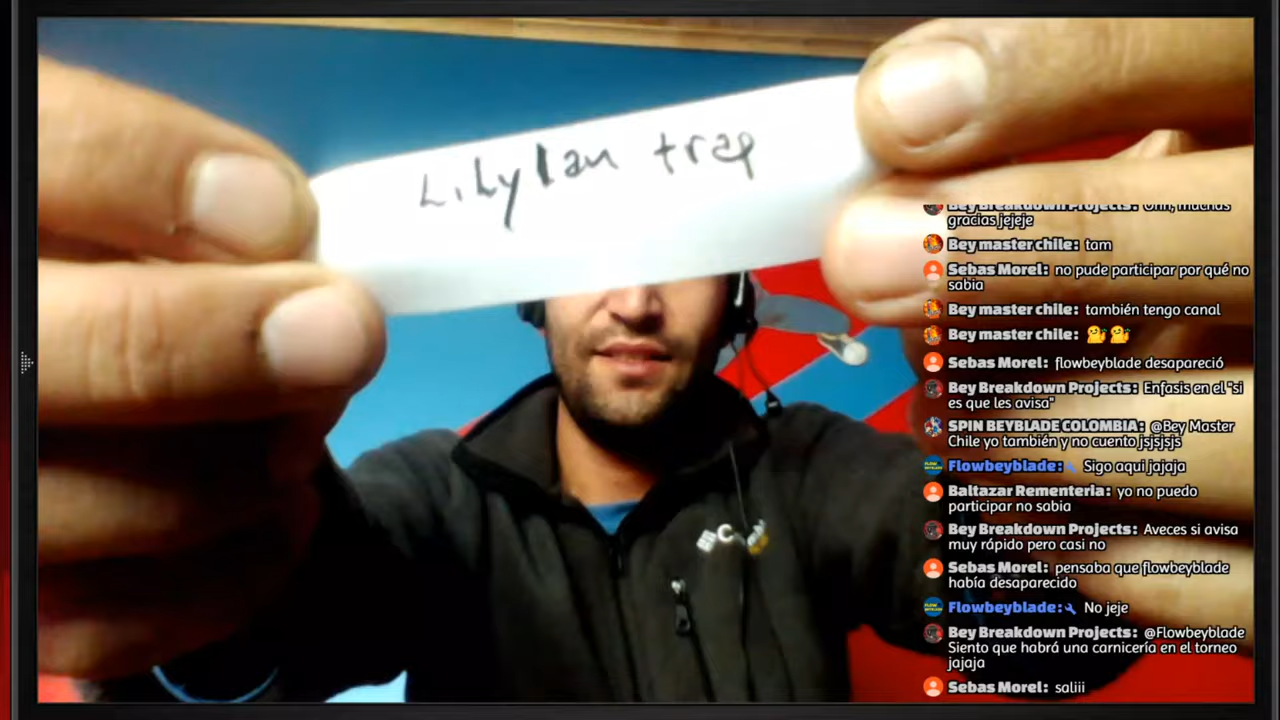 Lihylan trap
Bey Breakdown Projects: Uhh, muchas
gracias jejeje
Bey master chile: tam
Sebas Morel: no pude participar por qué no
sabia
Bey master chile: también tengo canal
Bey master chile:
Sebas Morel: flowbeyblade desapareció
Bey Breakdown Projects: Enfasis en el "si
es que les avisa"
SPIN BEYBLADE COLOMBIA: @Bey Master
Chile yo también y no cuento jsjsjsjs
Flowbeyblade: Sigo aqui jajaja
Baltazar Rementeria: yo no puedo
participar no sabia
Bey Breakdown Projects: Aveces si avisa
muy rápido pero casi no
Sebas Morel: pensaba que flowbeyblade
había desaparecido
Flowbeyblade: No jeje
Bey Breakdown Projects: @Flowbeyblade
Siento que habrá una carnicería en el torneo
jajaja
Sebas Morel: saliii